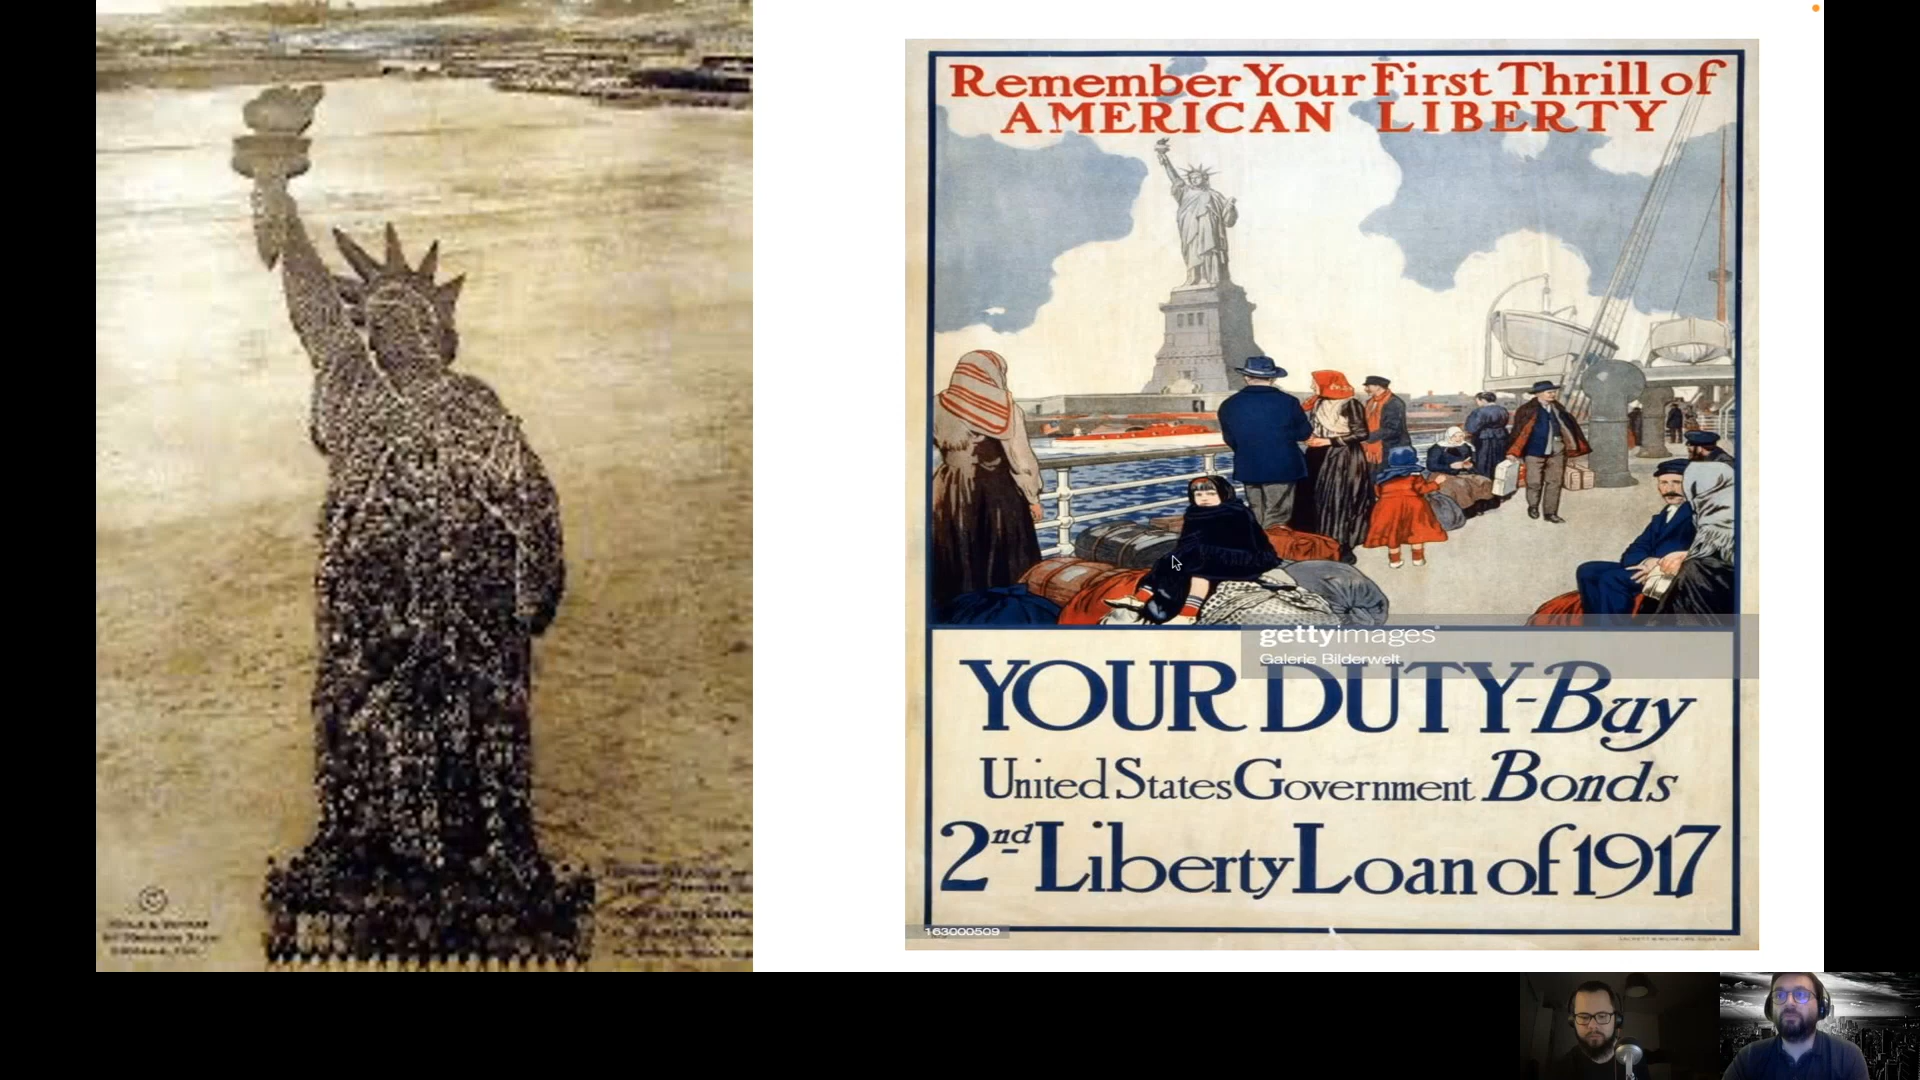 ©
Remember Your First Thrill of
AMERICAN LIBERTY
gettyimages®
Galerie Bilderwelt
YOUR DUTY-Buy
United States Government Bonds
2nd Liberty Loan of 1917
163000509